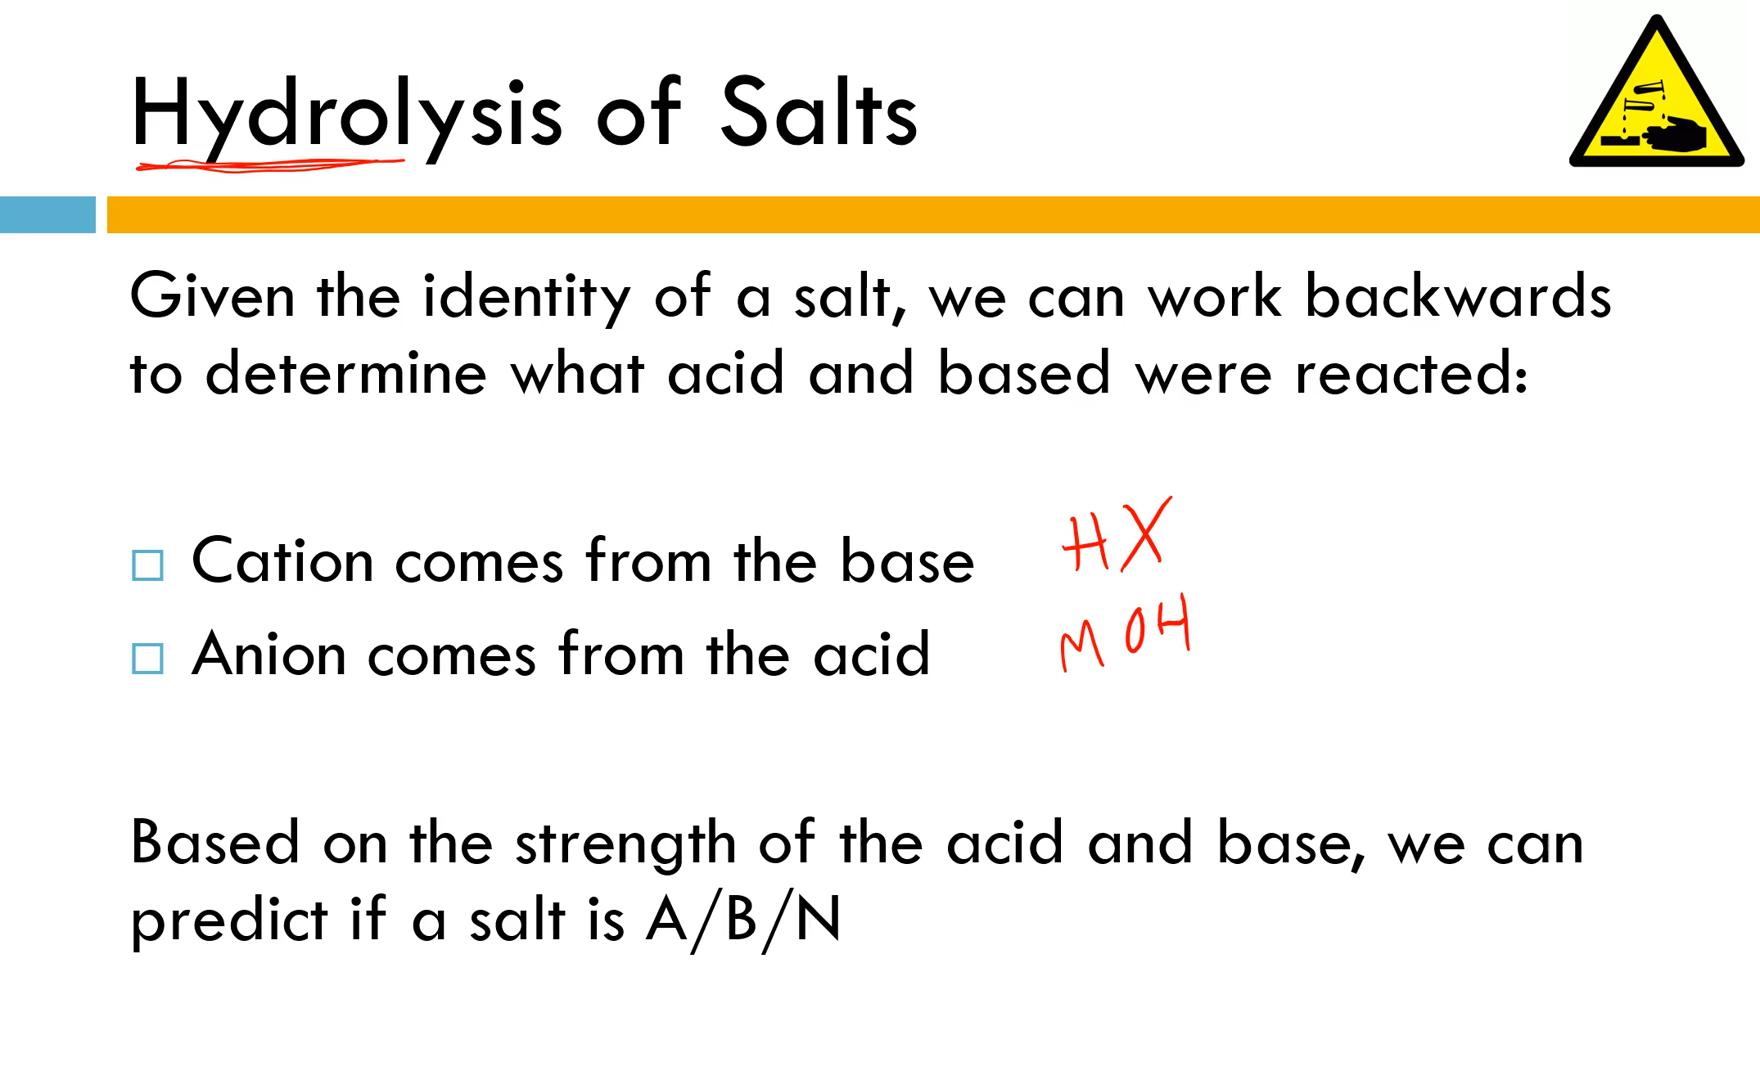 Hydrolysis of Salts
Given the identity of a salt, we can work backwards
to determine what acid and based were reacted:
Cation comes from the base
HX
Anion comes from the acid
MOH
Based on the strength of the acid and base, we can
predict if a salt is A/B/N